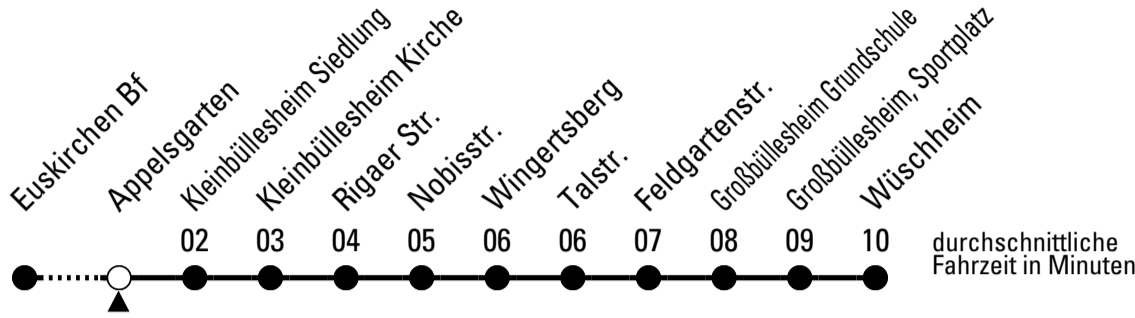 Euskirchen Bf
Appelsgarten
Kleinbüllesheim Siedlung
Kleinbüllesheim Kirche
Rigaer Str.
Nobisstr.
Wingertsberg
Talstr.
Feldgartenstr.
Großbüllesheim Grundschule
Großbüllesheim, Sportplatz
Wüschheim
02 03 04 05 06 06 07 08 09 10
durchschnittliche
Fahrzeit in Minuten